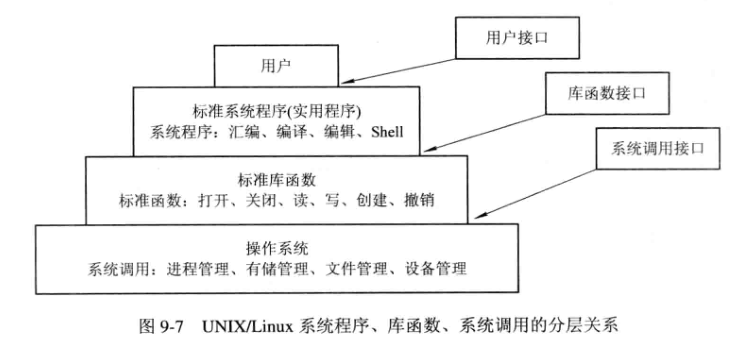 用户
用户接口
标准系统程序(实用程序)
系统程序：汇编、编译、编辑、Shell
库函数接口
标准库函数
标准函数：打开、关闭、读、写、创建、撤销
系统调用接口
操作系统
系统调用：进程管理、有储管理、文件管理、设备管理
图 9-7 UNIX/Linux 系统程序、库函数、系统调用的分层关系